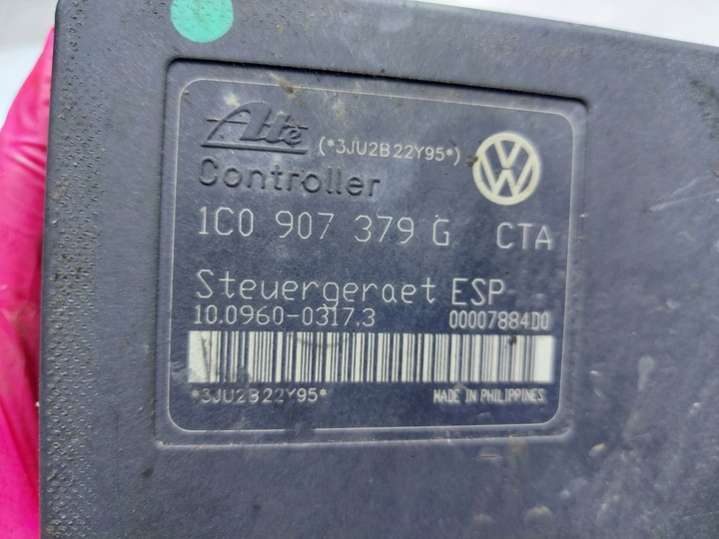 Ate (*3JU2B22Y95*)
Controller
1C0 907 379 G CTA
Steuergeraet ESP
10.0960-0317.3 00007884D0
*3JU2B22Y95* MADE IN PHILIPPINES